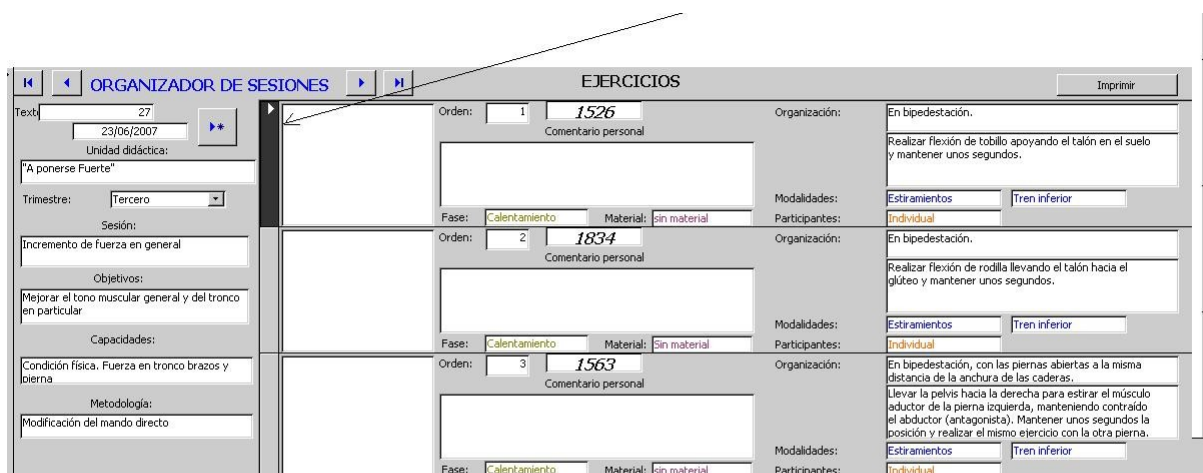 ORGANIZADOR DE SESIONES
EJERCICIOS
Imprimir
27
23/06/2007
Unidad didáctica:
"A ponerse Fuerte"
Trimestre: Tercero
Sesión:
Incremento de fuerza en general
Objetivos:
Mejorar el tono muscular general y del tronco
en particular
Capacidades:
Condición física. Fuerza en tronco brazos y
pierna
Metodología:
Modificación del mando directo
Orden: 1 1526
Comentario personal
Fase: Calentamiento Material: sin material
Organización: En bipedestación.
Realizar flexión de tobillo apoyando el talón en el suelo
y mantener unos segundos.
Modalidades: Estiramientos Tren inferior
Participantes: Individual
Orden: 2 1834
Comentario personal
Fase: Calentamiento Material: Sin material
Organización: En bipedestación.
Realizar flexión de rodilla llevando el talón hacia el
glúteo y mantener unos segundos.
Modalidades: Estiramientos Tren inferior
Participantes: Individual
Orden: 3 1563
Comentario personal
Fase: Calentamiento Material: sin material
Organización: En bipedestación, con las piernas abiertas a la misma
distancia de la anchura de las caderas.
Llevar la pelvis hacia la derecha para estirar el músculo
aductor de la pierna izquierda, manteniendo contraído
el abductor (antagonista). Mantener unos segundos la
posición y realizar el mismo ejercicio con la otra pierna.
Modalidades: Estiramientos Tren inferior
Participantes: Individual